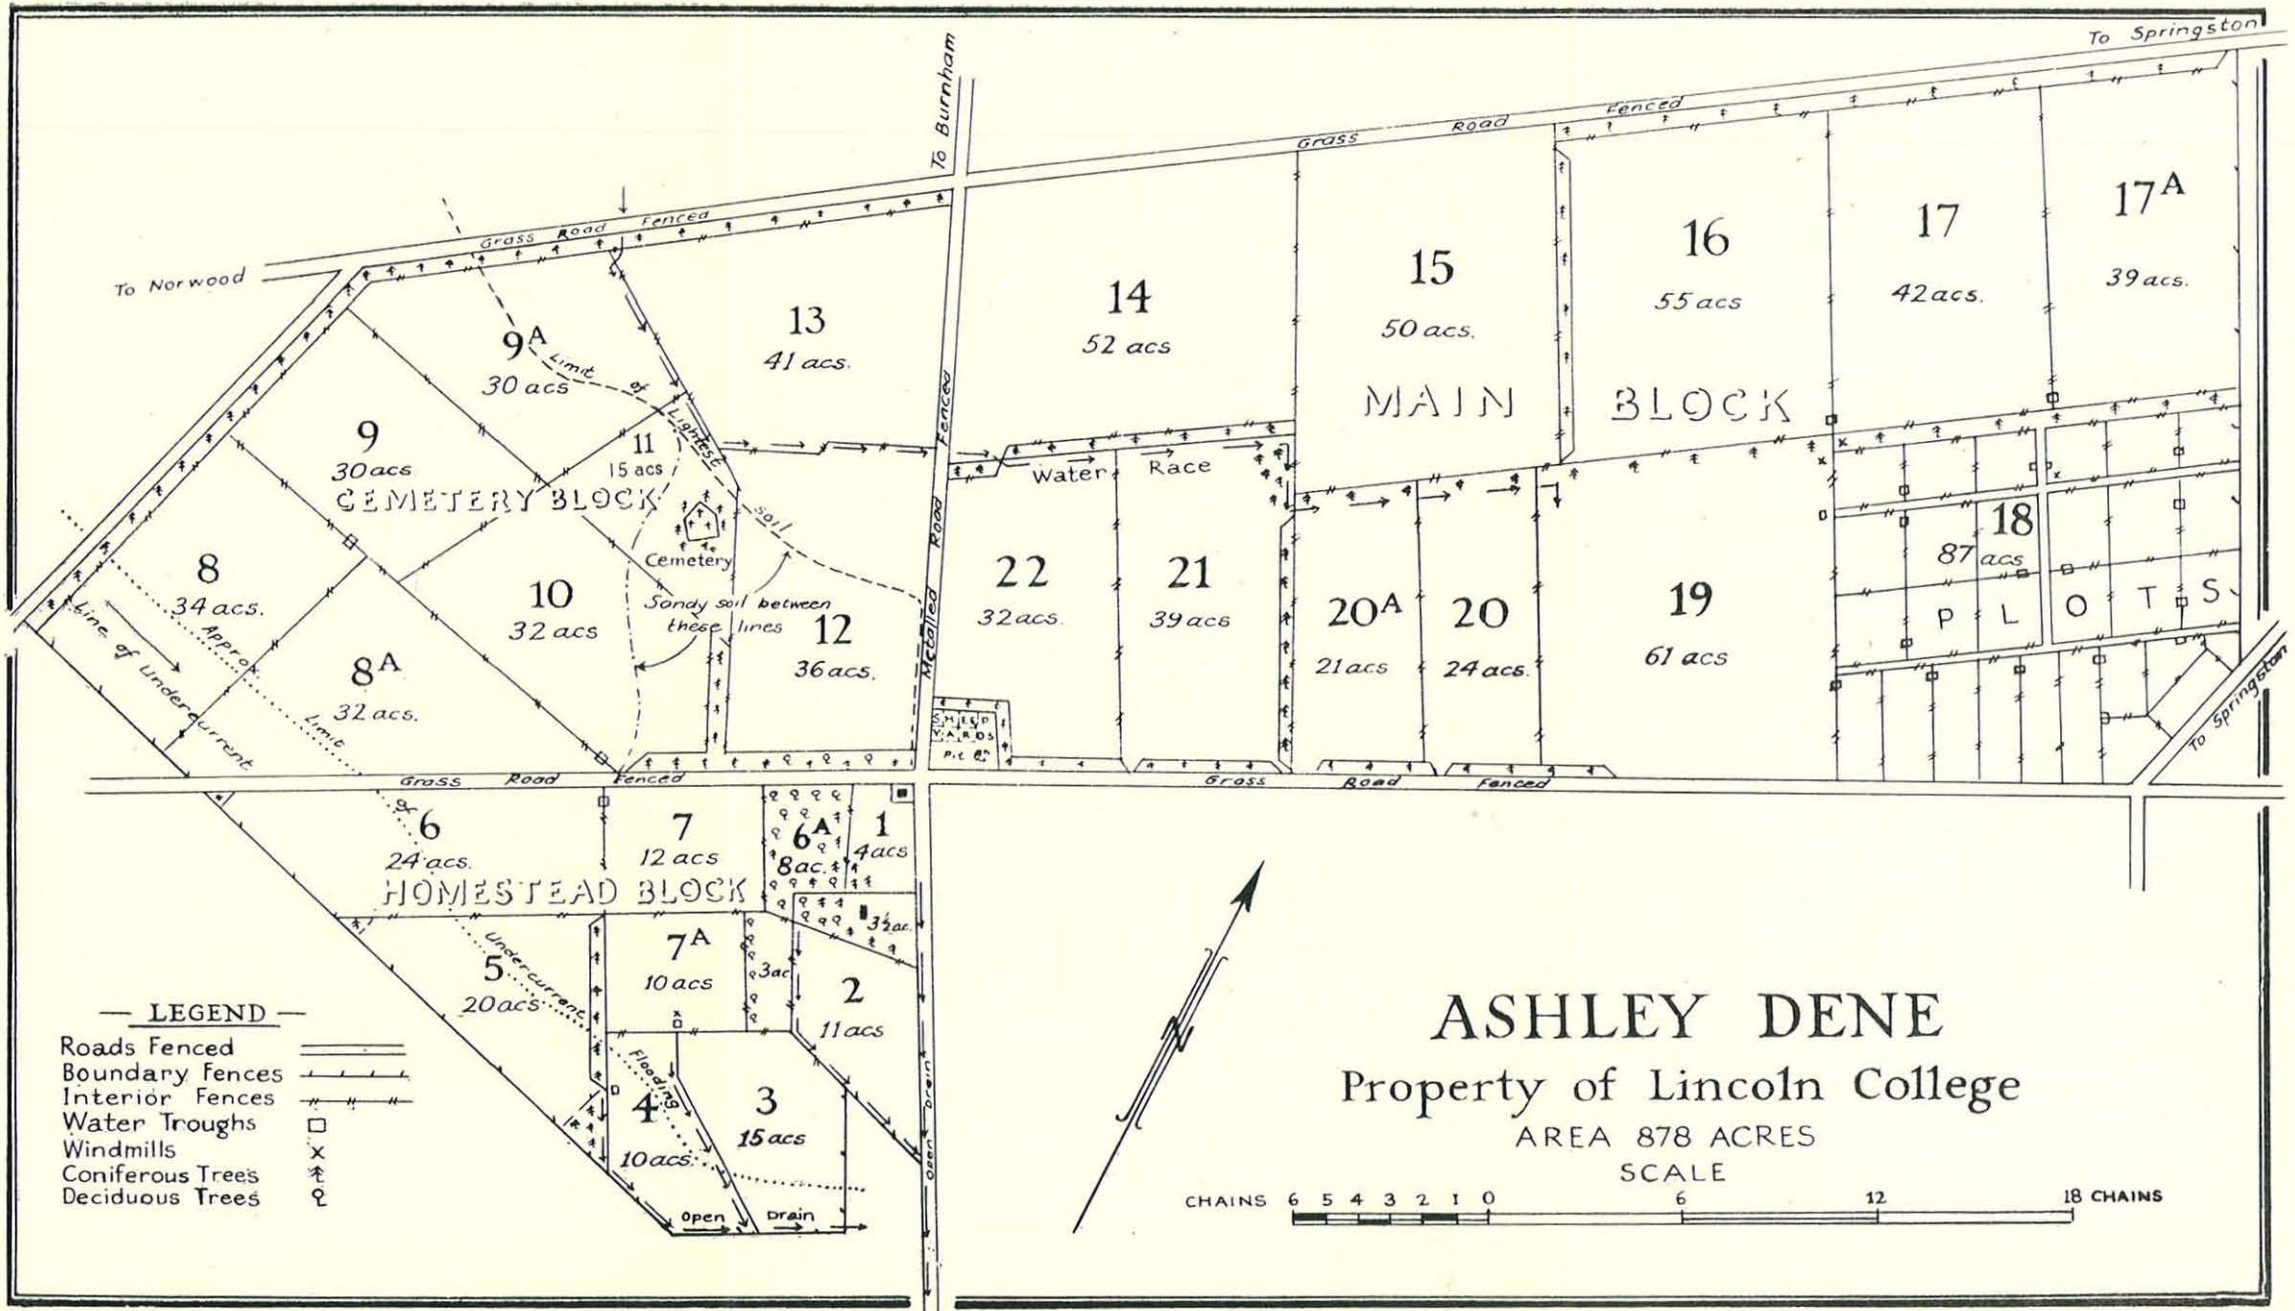 To Springston
To Burnham
Grass Road Fenced
Grass Road Fenced
To Norwood
17A
39 acs.
17
42 acs.
16
55 acs
15
50 acs.
14
52 acs
13
41 acs.
9A
30 acs
Limit of Lightest soil
MAIN BLOCK
9
30 acs
11
15 acs
CEMETERY BLOCK
Cemetery
Water Race
Metalled Road Fenced
8
34 acs.
10
32 acs
Sandy soil between
these lines
12
36 acs.
22
32 acs.
21
39 acs
20A
21 acs
20
24 acs.
19
61 acs
18
87 acs
PLOTS
Line of Undercurrent
Approx Limit of Undercurrent Flooding
8A
32 acs.
SHEEP
YARDS
Pit
To Springston
Grass Road Fenced
Grass Road Fenced
6
24 acs.
7
12 acs
6A
8 ac.
1
4 acs
HOMESTEAD BLOCK
3½ ac.
5
20 acs
7A
10 acs
3 ac
2
11 acs
4
10 acs.
3
15 acs
Open Drain
Open Drain
— LEGEND —
Roads Fenced
Boundary Fences
Interior Fences
Water Troughs
Windmills
Coniferous Trees
Deciduous Trees
N
ASHLEY DENE
Property of Lincoln College
AREA 878 ACRES
SCALE
CHAINS 6 5 4 3 2 1 0 6 12 18 CHAINS